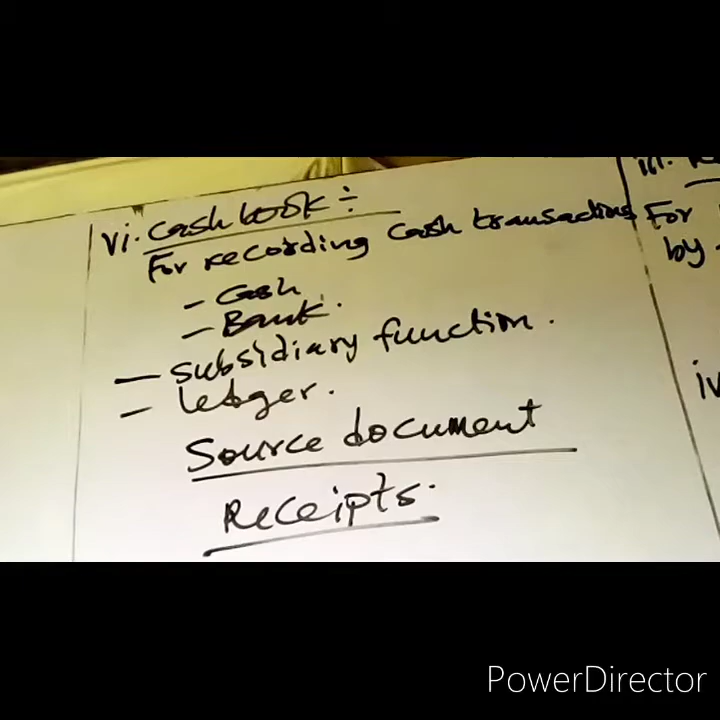 vi. Cash book ÷
For recording Cash transactions
- Cash
- Bank.
- subsidiary function.
- ledger.
Source document
Receipts.
iii.
For
by
iv
PowerDirector